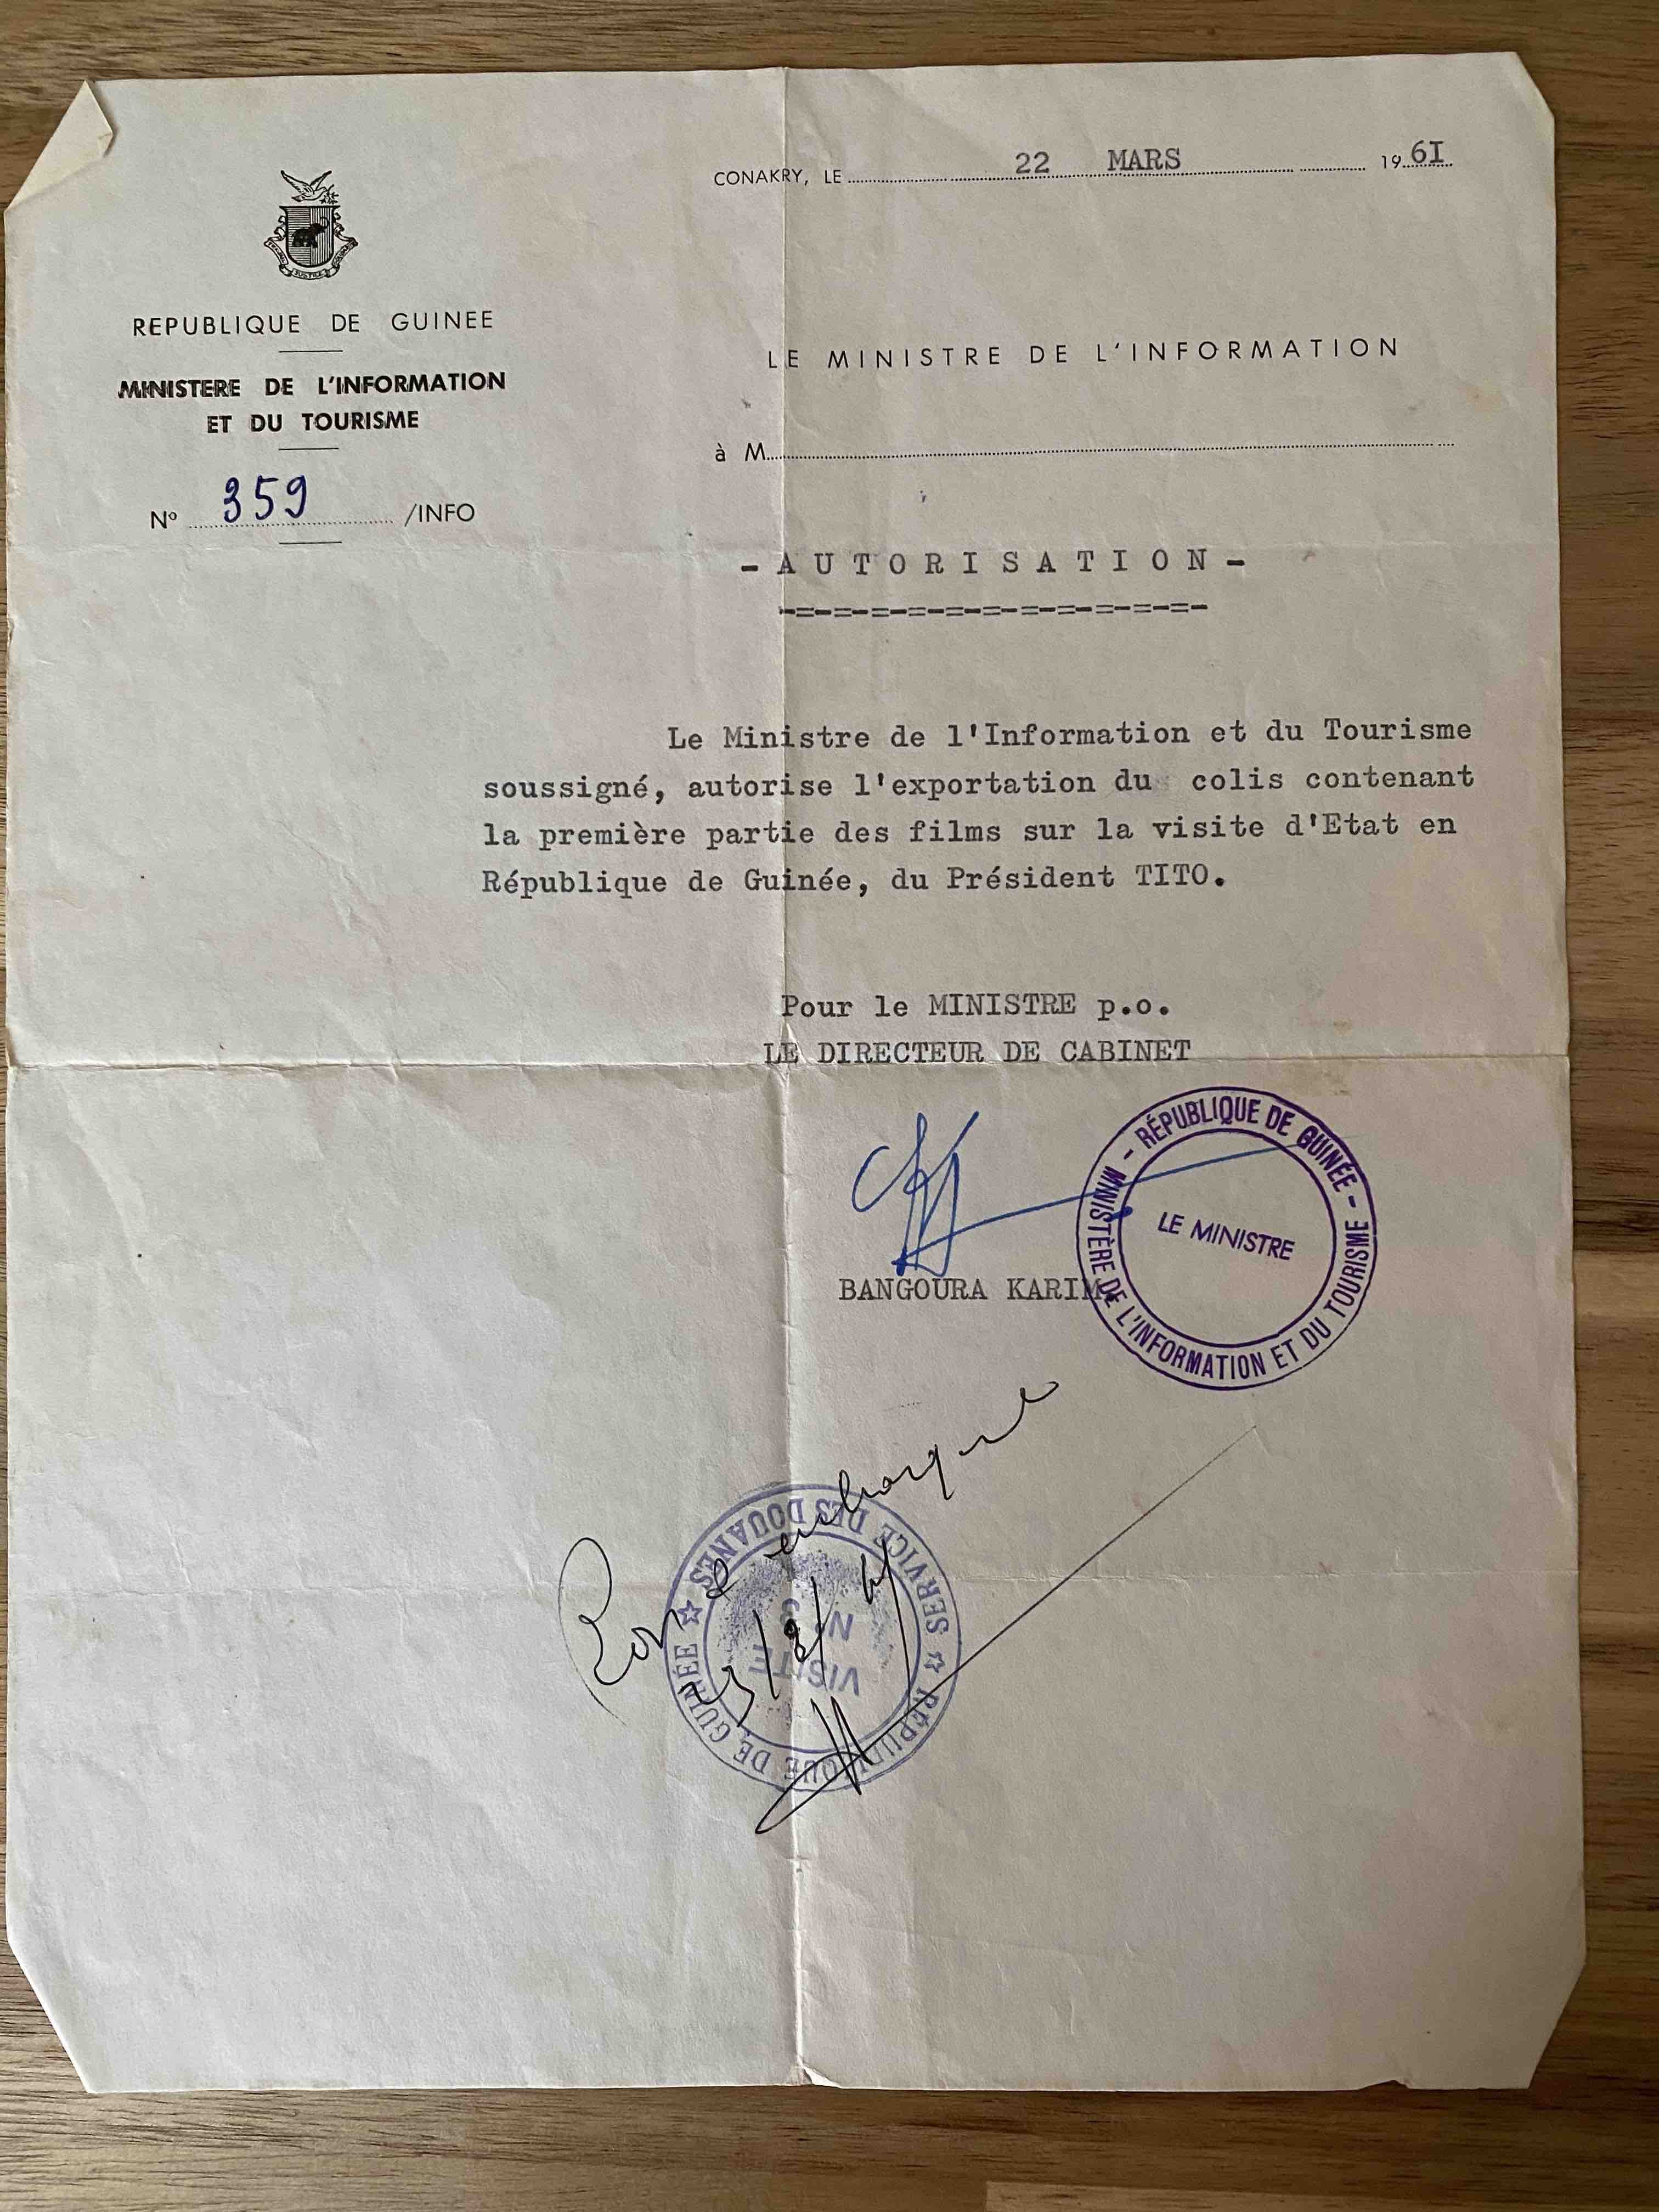 CONAKRY, LE 22 MARS 1961
REPUBLIQUE DE GUINEE
MINISTERE DE L'INFORMATION
ET DU TOURISME
N° 359 /INFO
LE MINISTRE DE L'INFORMATION
à M
- A U T O R I S A T I O N -
-=-=-=-=-=-=-=-=-=-=-=-
Le Ministre de l'Information et du Tourisme
soussigné, autorise l'exportation du colis contenant
la première partie des films sur la visite d'Etat en
République de Guinée, du Président TITO.
Pour le MINISTRE p.o.
LE DIRECTEUR DE CABINET
BANGOURA KARIM
- RÉPUBLIQUE DE GUINÉE -
MINISTÈRE DE L'INFORMATION ET DU TOURISME
LE MINISTRE
SERVICE DES DOUANES
RÉPUBLIQUE DE GUINÉE
VISITE
N° 3